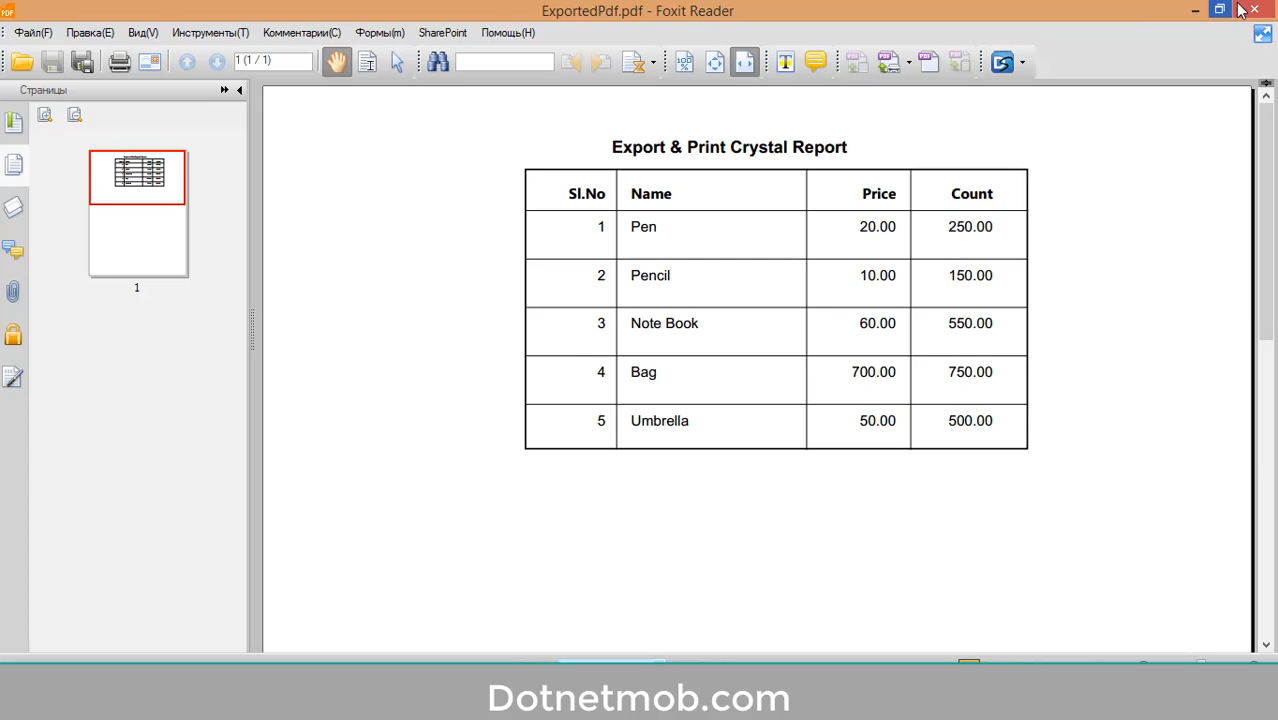 PDF
ExportedPdf.pdf - Foxit Reader
Файл(F) Правка(E) Вид(V) Инструменты(T) Комментарии(C) Формы(m) SharePoint Помощь(H)
1 (1 / 1)
Страницы
1
Export & Print Crystal Report
Sl.No Name Price Count
1 Pen 20.00 250.00
2 Pencil 10.00 150.00
3 Note Book 60.00 550.00
4 Bag 700.00 750.00
5 Umbrella 50.00 500.00
Dotnetmob.com